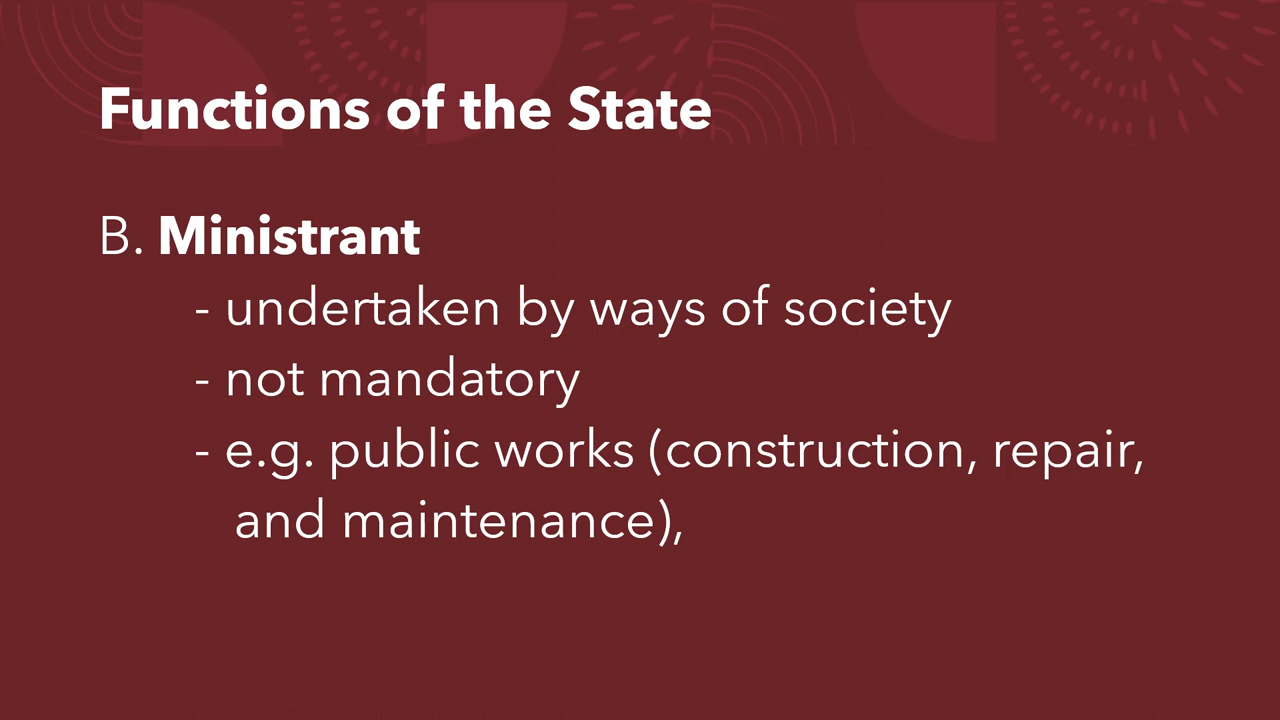 Functions of the State
B. Ministrant
- undertaken by ways of society
- not mandatory
- e.g. public works (construction, repair,
and maintenance),